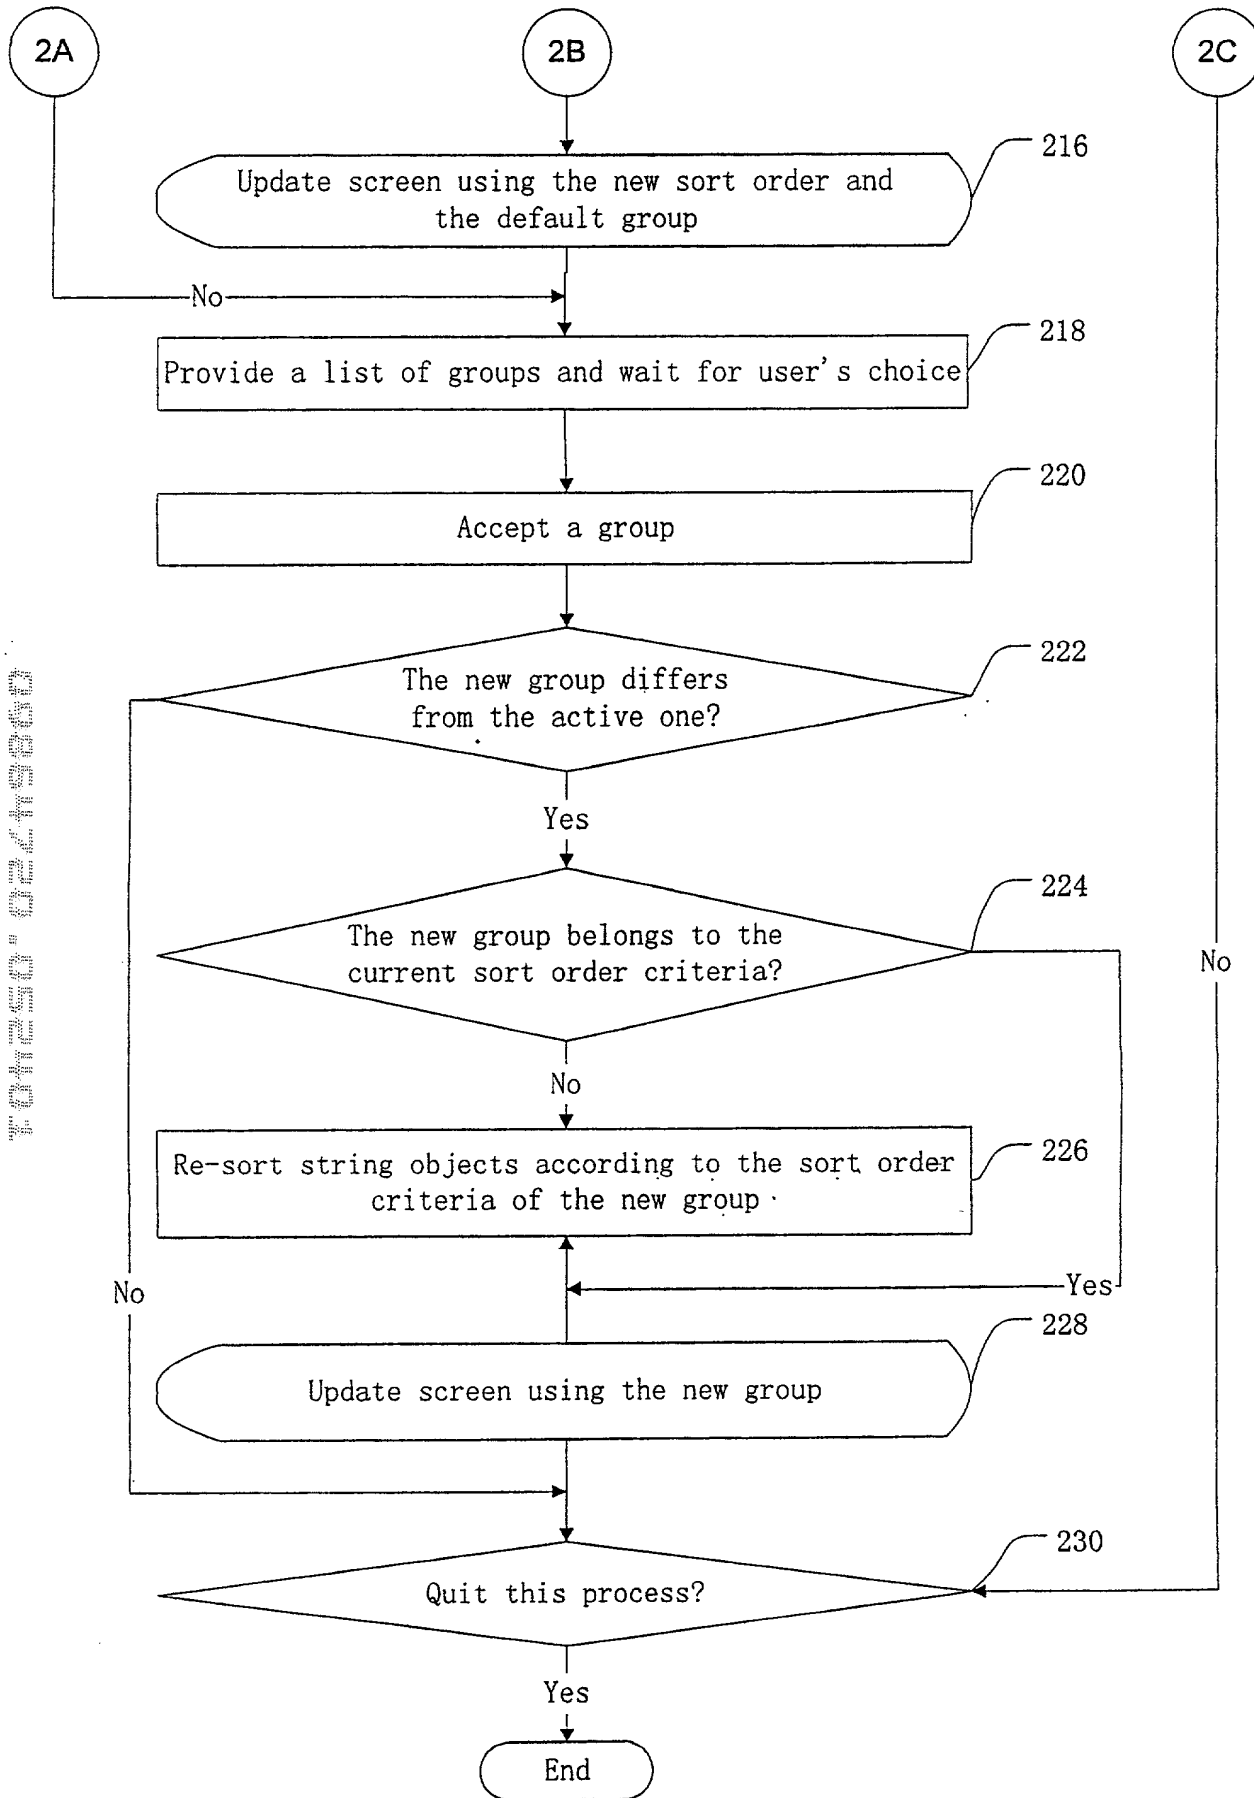 2A
2B
2C
216
Update screen using the new sort order and
the default group
No
218
Provide a list of groups and wait for user's choice
220
Accept a group
222
The new group differs
from the active one?
Yes
224
The new group belongs to the
current sort order criteria?
No
No
226
Re-sort string objects according to the sort order
criteria of the new group
No
Yes
228
Update screen using the new group
230
Quit this process?
Yes
End